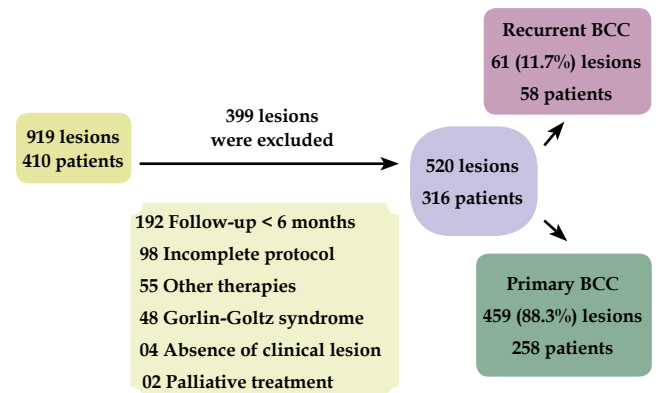 919 lesions
410 patients
399 lesions
were excluded
192 Follow-up < 6 months
98 Incomplete protocol
55 Other therapies
48 Gorlin-Goltz syndrome
04 Absence of clinical lesion
02 Palliative treatment
520 lesions
316 patients
Recurrent BCC
61 (11.7%) lesions
58 patients
Primary BCC
459 (88.3%) lesions
258 patients